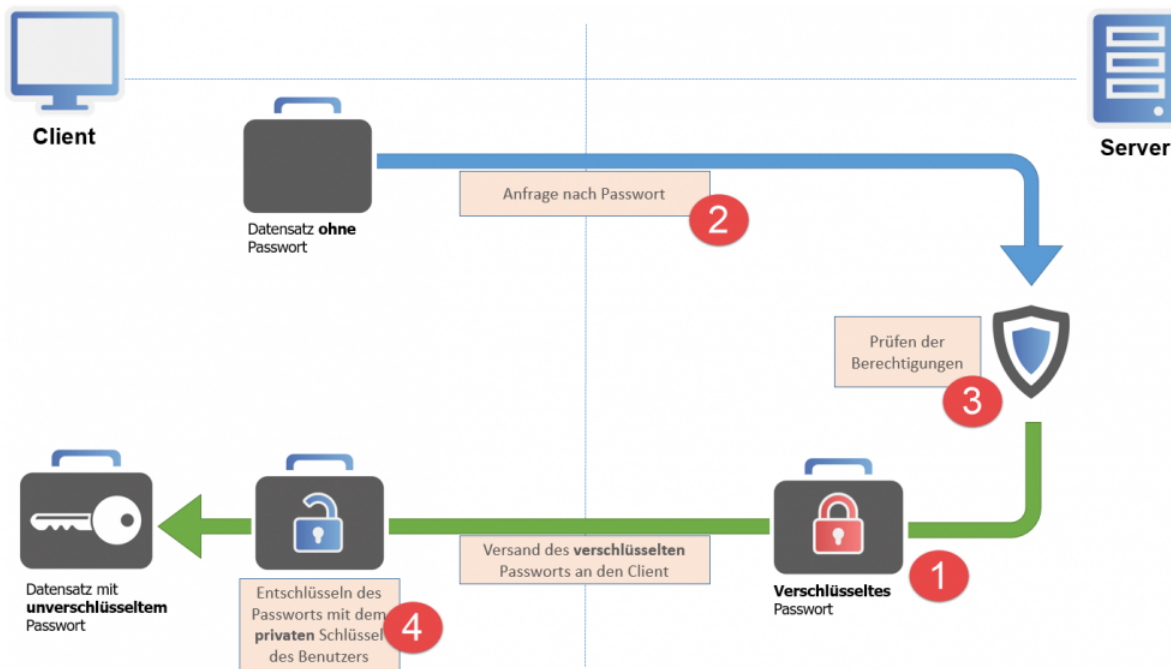 Client
Server
Datensatz ohne
Passwort
Anfrage nach Passwort
2
Prüfen der
Berechtigungen
3
Datensatz mit
unverschlüsseltem
Passwort
Entschlüsseln des
Passworts mit dem
privaten Schlüssel
des Benutzers
4
Versand des verschlüsselten
Passworts an den Client
Verschlüsseltes
Passwort
1